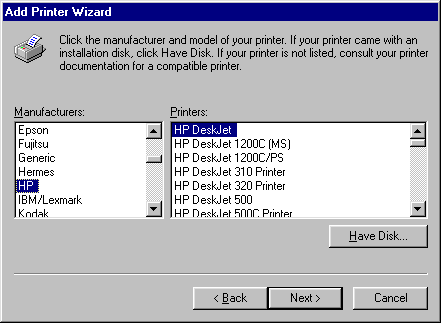 Add Printer Wizard
Click the manufacturer and model of your printer. If your printer came with an
installation disk, click Have Disk. If your printer is not listed, consult your printer
documentation for a compatible printer.
Manufacturers:
Epson
Fujitsu
Generic
Hermes
HP
IBM/Lexmark
Kodak
Printers:
HP DeskJet
HP DeskJet 1200C (MS)
HP DeskJet 1200C/PS
HP DeskJet 310 Printer
HP DeskJet 320 Printer
HP DeskJet 500
HP DeskJet 500C Printer
Have Disk...
< Back
Next >
Cancel